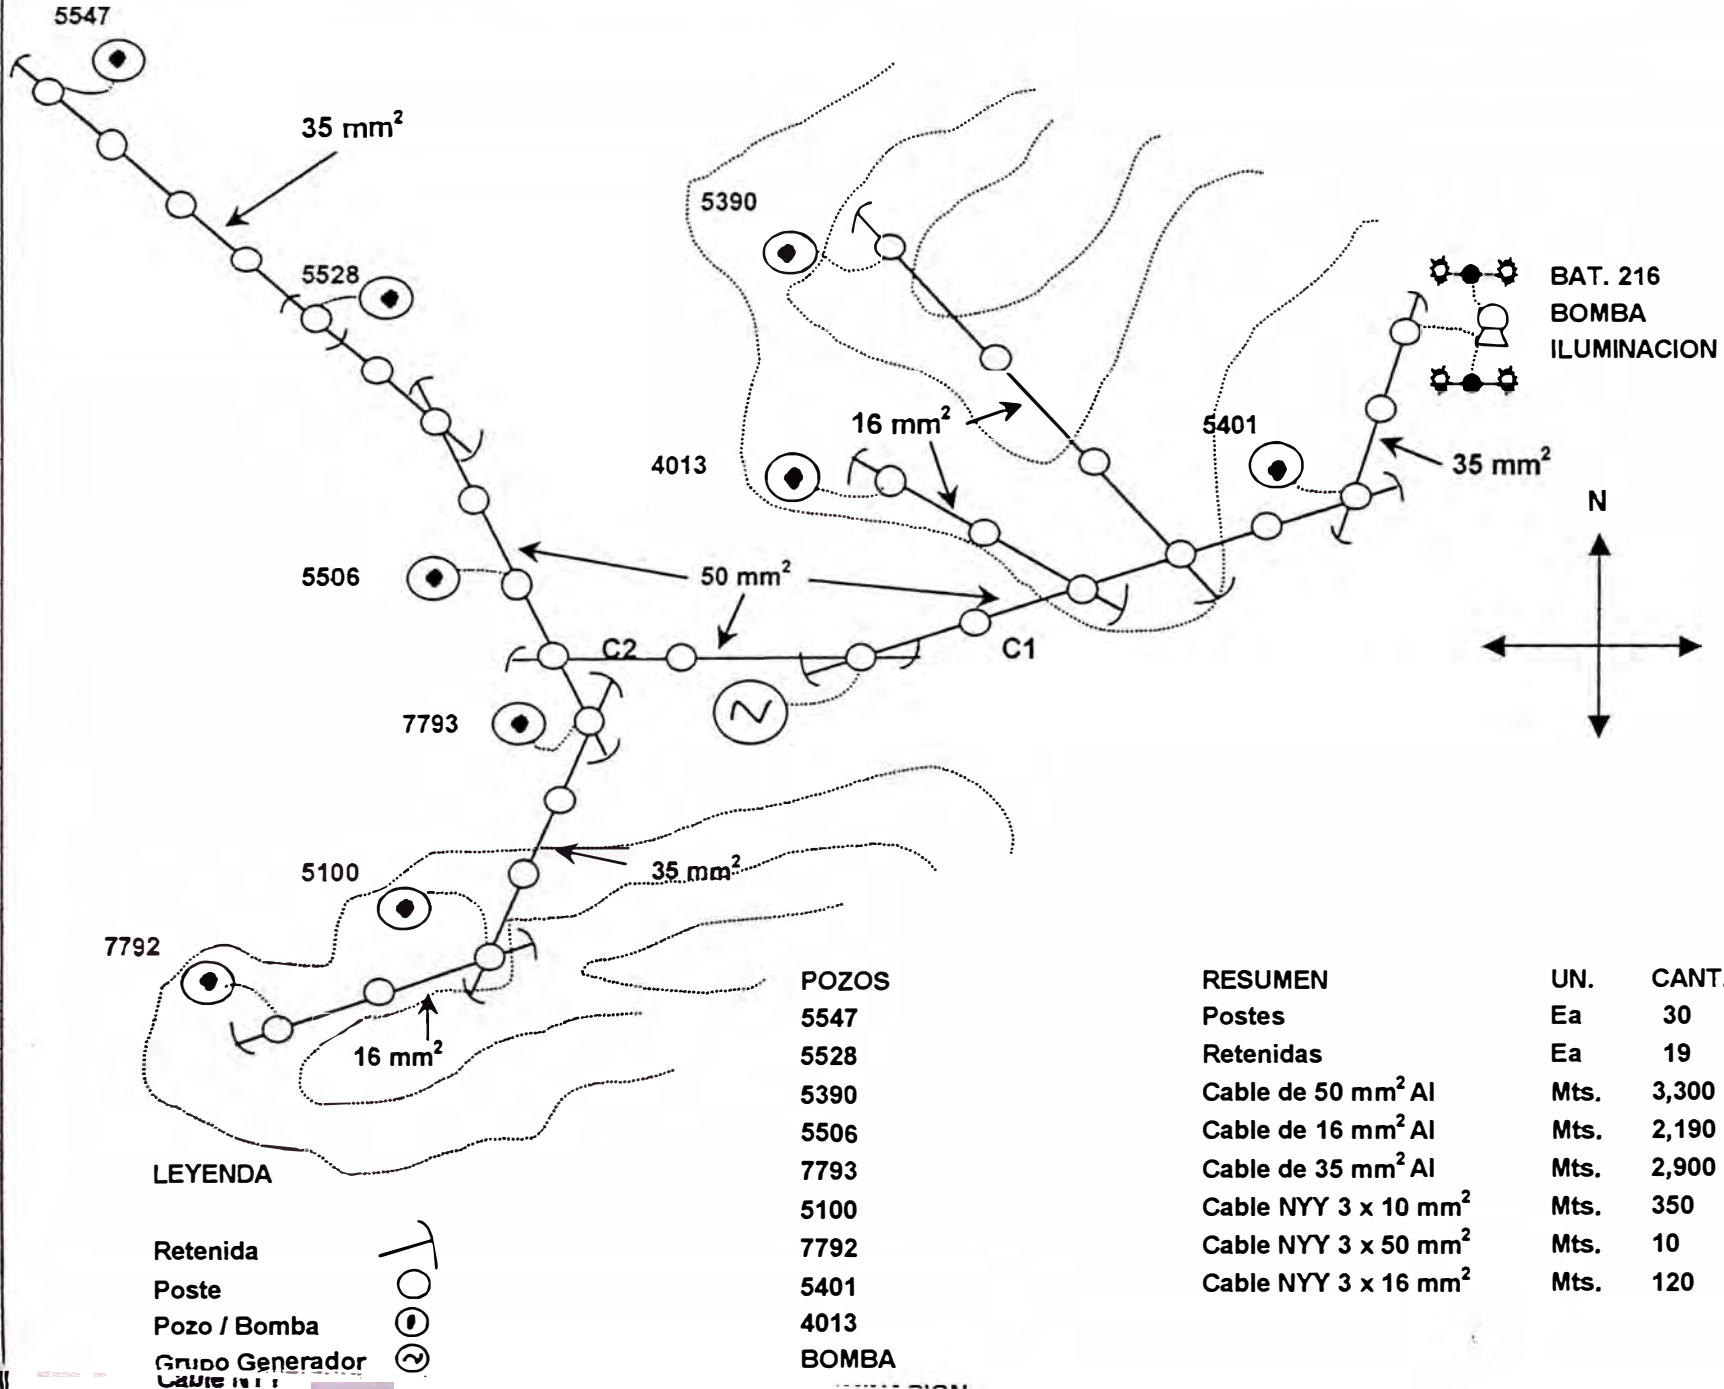 5547
35 mm²
5390
5528
BAT. 216
BOMBA
ILUMINACION
16 mm²
5401
4013
35 mm²
N
5506
50 mm²
C2
C1
7793
5100
35 mm²
7792
16 mm²
POZOS
5547
5528
5390
5506
7793
5100
7792
5401
4013
BOMBA
RESUMEN UN. CANT.
Postes Ea 30
Retenidas Ea 19
Cable de 50 mm² Al Mts. 3,300
Cable de 16 mm² Al Mts. 2,190
Cable de 35 mm² Al Mts. 2,900
Cable NYY 3 x 10 mm² Mts. 350
Cable NYY 3 x 50 mm² Mts. 10
Cable NYY 3 x 16 mm² Mts. 120
LEYENDA
Retenida
Poste
Pozo / Bomba
Grupo Generador
Cable NYY